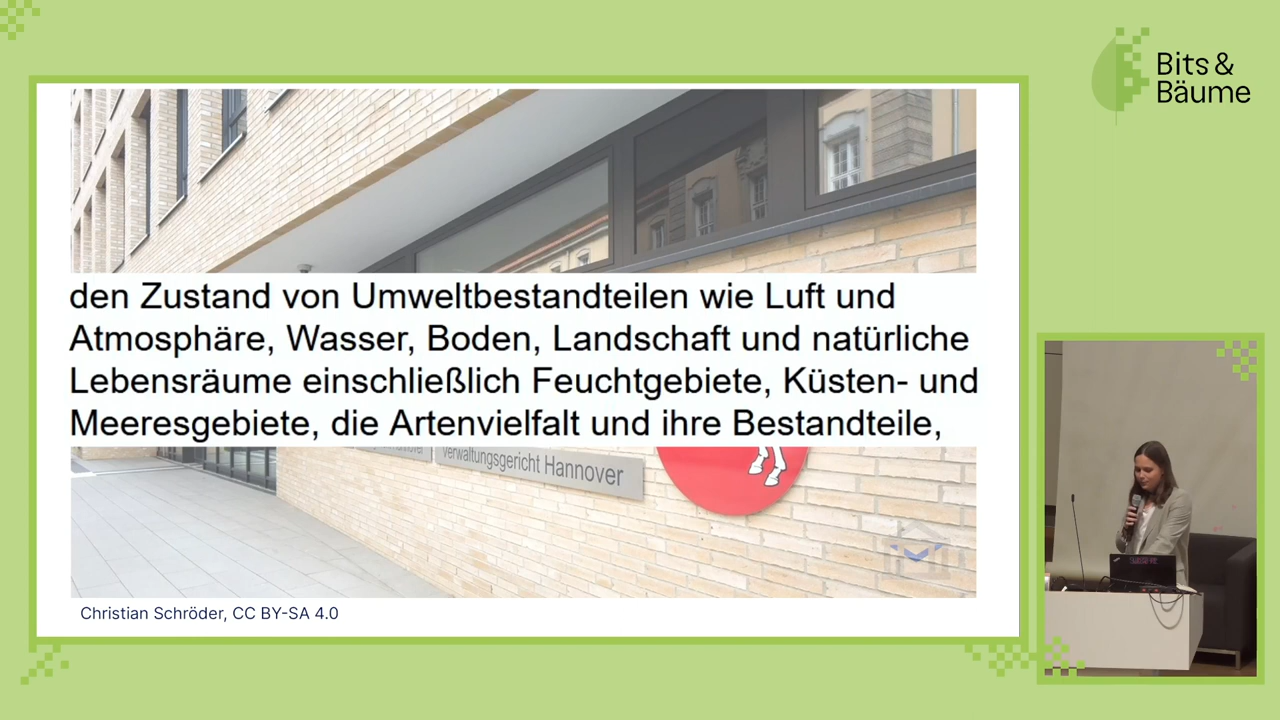 Bits &
Bäume
den Zustand von Umweltbestandteilen wie Luft und
Atmosphäre, Wasser, Boden, Landschaft und natürliche
Lebensräume einschließlich Feuchtgebiete, Küsten- und
Meeresgebiete, die Artenvielfalt und ihre Bestandteile,
Verwaltungsgericht Hannover
Christian Schröder, CC BY-SA 4.0